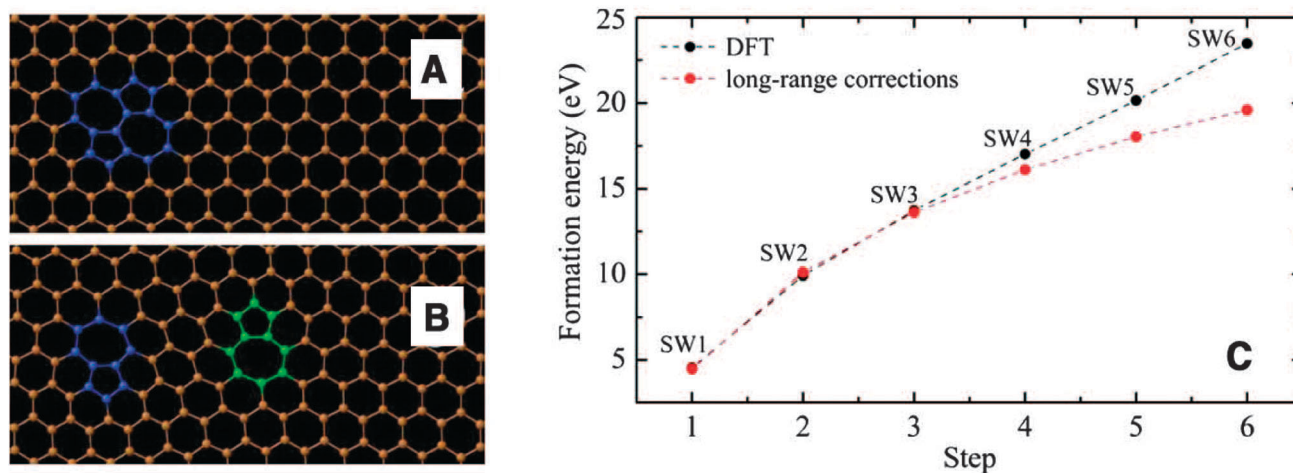 A
B
25
20
15
10
5
Formation energy (eV)
DFT
long-range corrections
SW1
SW2
SW3
SW4
SW5
SW6
C
1 2 3 4 5 6
Step